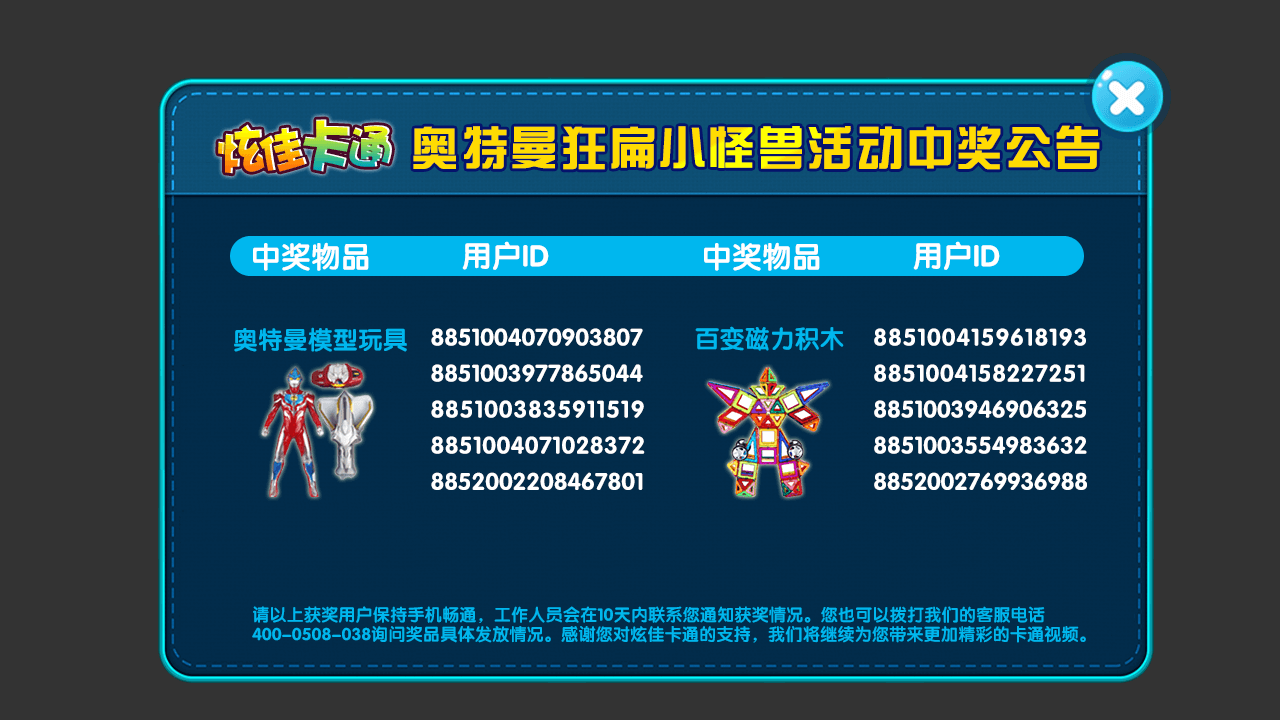 炫佳卡通 奥特曼狂扁小怪兽活动中奖公告
中奖物品 用户ID 中奖物品 用户ID
奥特曼模型玩具 8851004070903807 百变磁力积木 8851004159618193
8851003977865044 8851004158227251
8851003835911519 8851003946906325
8851004071028372 8851003554983632
8852002208467801 8852002769936988
请以上获奖用户保持手机畅通，工作人员会在10天内联系您通知获奖情况。您也可以拨打我们的客服电话
400-0508-038询问奖品具体发放情况。感谢您对炫佳卡通的支持，我们将继续为您带来更加精彩的卡通视频。